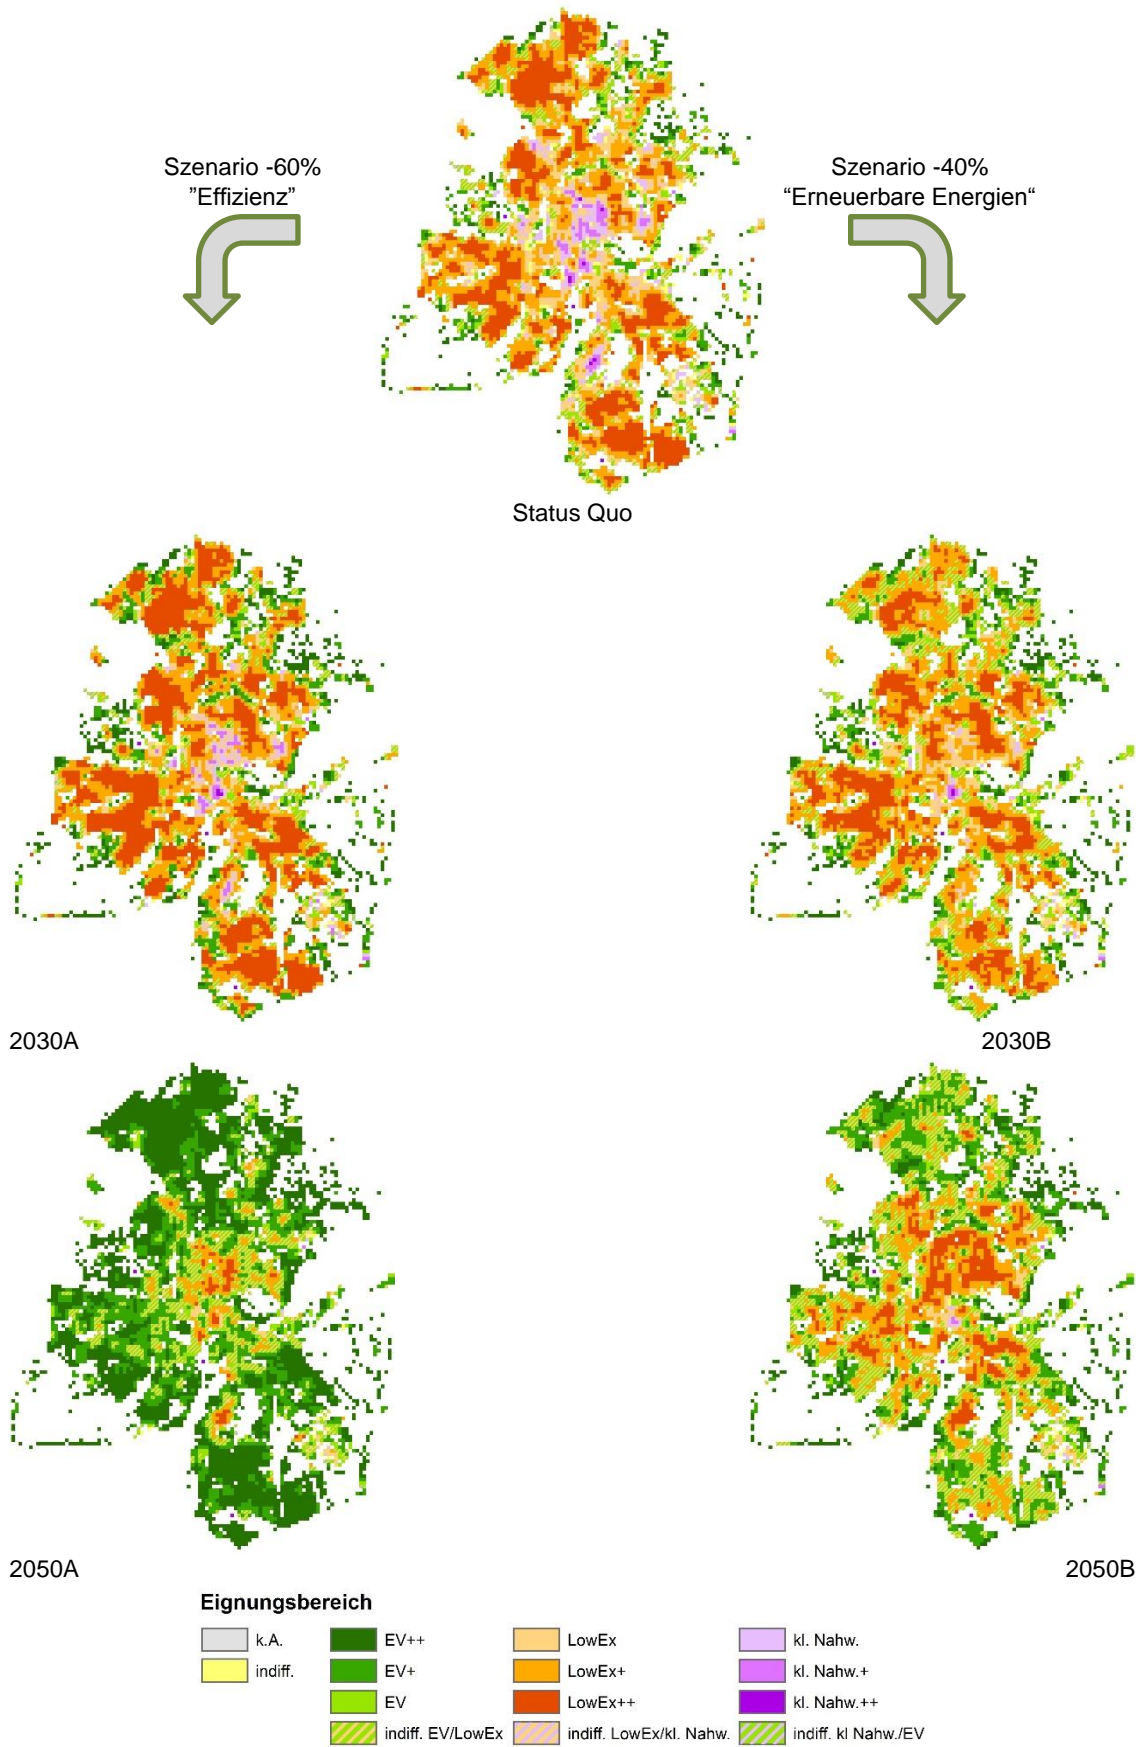 Szenario -60%
”Effizienz”
Szenario -40%
“Erneuerbare Energien“
Status Quo
2030A
2030B
2050A
2050B
Eignungsbereich
k.A.
indiff.
EV++
EV+
EV
indiff. EV/LowEx
LowEx
LowEx+
LowEx++
indiff. LowEx/kl. Nahw.
kl. Nahw.
kl. Nahw.+
kl. Nahw.++
indiff. kl Nahw./EV